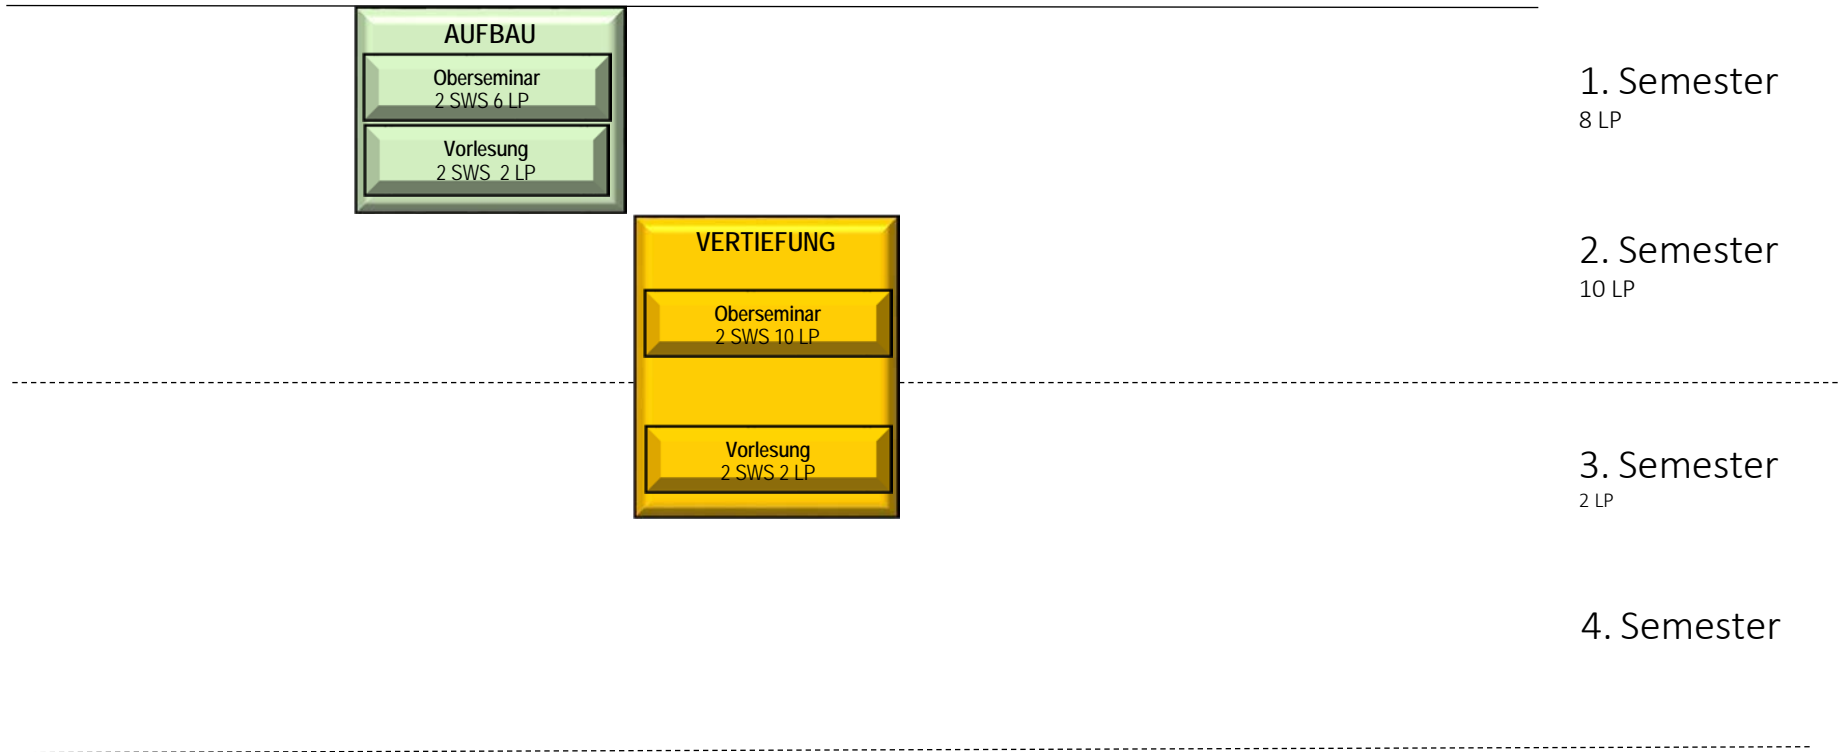 AUFBAU
Oberseminar
2 SWS 6 LP
Vorlesung
2 SWS  2 LP
1. Semester
8 LP
VERTIEFUNG
Oberseminar
2 SWS 10 LP
2. Semester
10 LP
Vorlesung
2 SWS 2 LP
3. Semester
2 LP
4. Semester